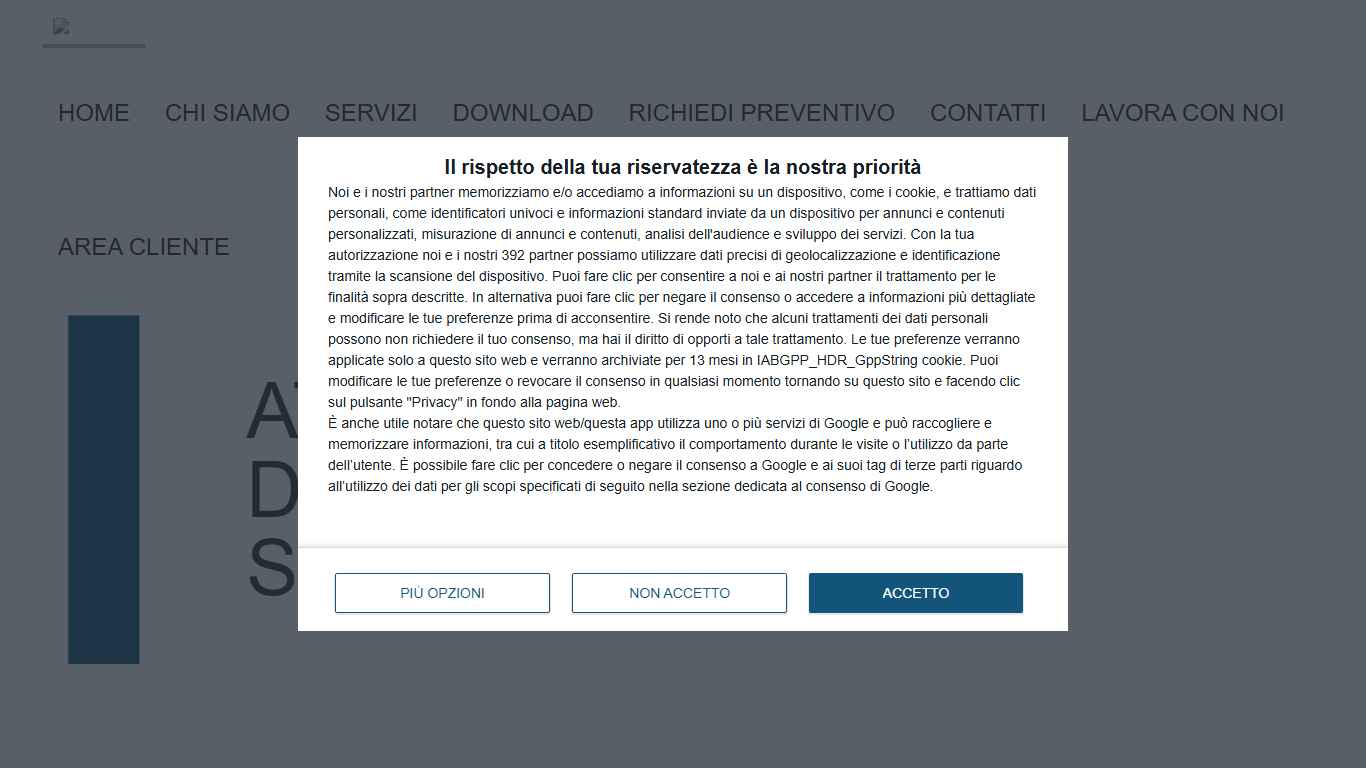 HOME CHI SIAMO SERVIZI DOWNLOAD RICHIEDI PREVENTIVO CONTATTI LAVORA CON NOI
AREA CLIENTE
Il rispetto della tua riservatezza è la nostra priorità
Noi e i nostri partner memorizziamo e/o accediamo a informazioni su un dispositivo, come i cookie, e trattiamo dati
personali, come identificatori univoci e informazioni standard inviate da un dispositivo per annunci e contenuti
personalizzati, misurazione di annunci e contenuti, analisi dell'audience e sviluppo dei servizi. Con la tua
autorizzazione noi e i nostri 392 partner possiamo utilizzare dati precisi di geolocalizzazione e identificazione
tramite la scansione del dispositivo. Puoi fare clic per consentire a noi e ai nostri partner il trattamento per le
finalità sopra descritte. In alternativa puoi fare clic per negare il consenso o accedere a informazioni più dettagliate
e modificare le tue preferenze prima di acconsentire. Si rende noto che alcuni trattamenti dei dati personali
possono non richiedere il tuo consenso, ma hai il diritto di opporti a tale trattamento. Le tue preferenze verranno
applicate solo a questo sito web e verranno archiviate per 13 mesi in IABGPP_HDR_GppString cookie. Puoi
modificare le tue preferenze o revocare il consenso in qualsiasi momento tornando su questo sito e facendo clic
sul pulsante "Privacy" in fondo alla pagina web.
È anche utile notare che questo sito web/questa app utilizza uno o più servizi di Google e può raccogliere e
memorizzare informazioni, tra cui a titolo esemplificativo il comportamento durante le visite o l’utilizzo da parte
dell’utente. È possibile fare clic per concedere o negare il consenso a Google e ai suoi tag di terze parti riguardo
all’utilizzo dei dati per gli scopi specificati di seguito nella sezione dedicata al consenso di Google.
PIÙ OPZIONI NON ACCETTO ACCETTO